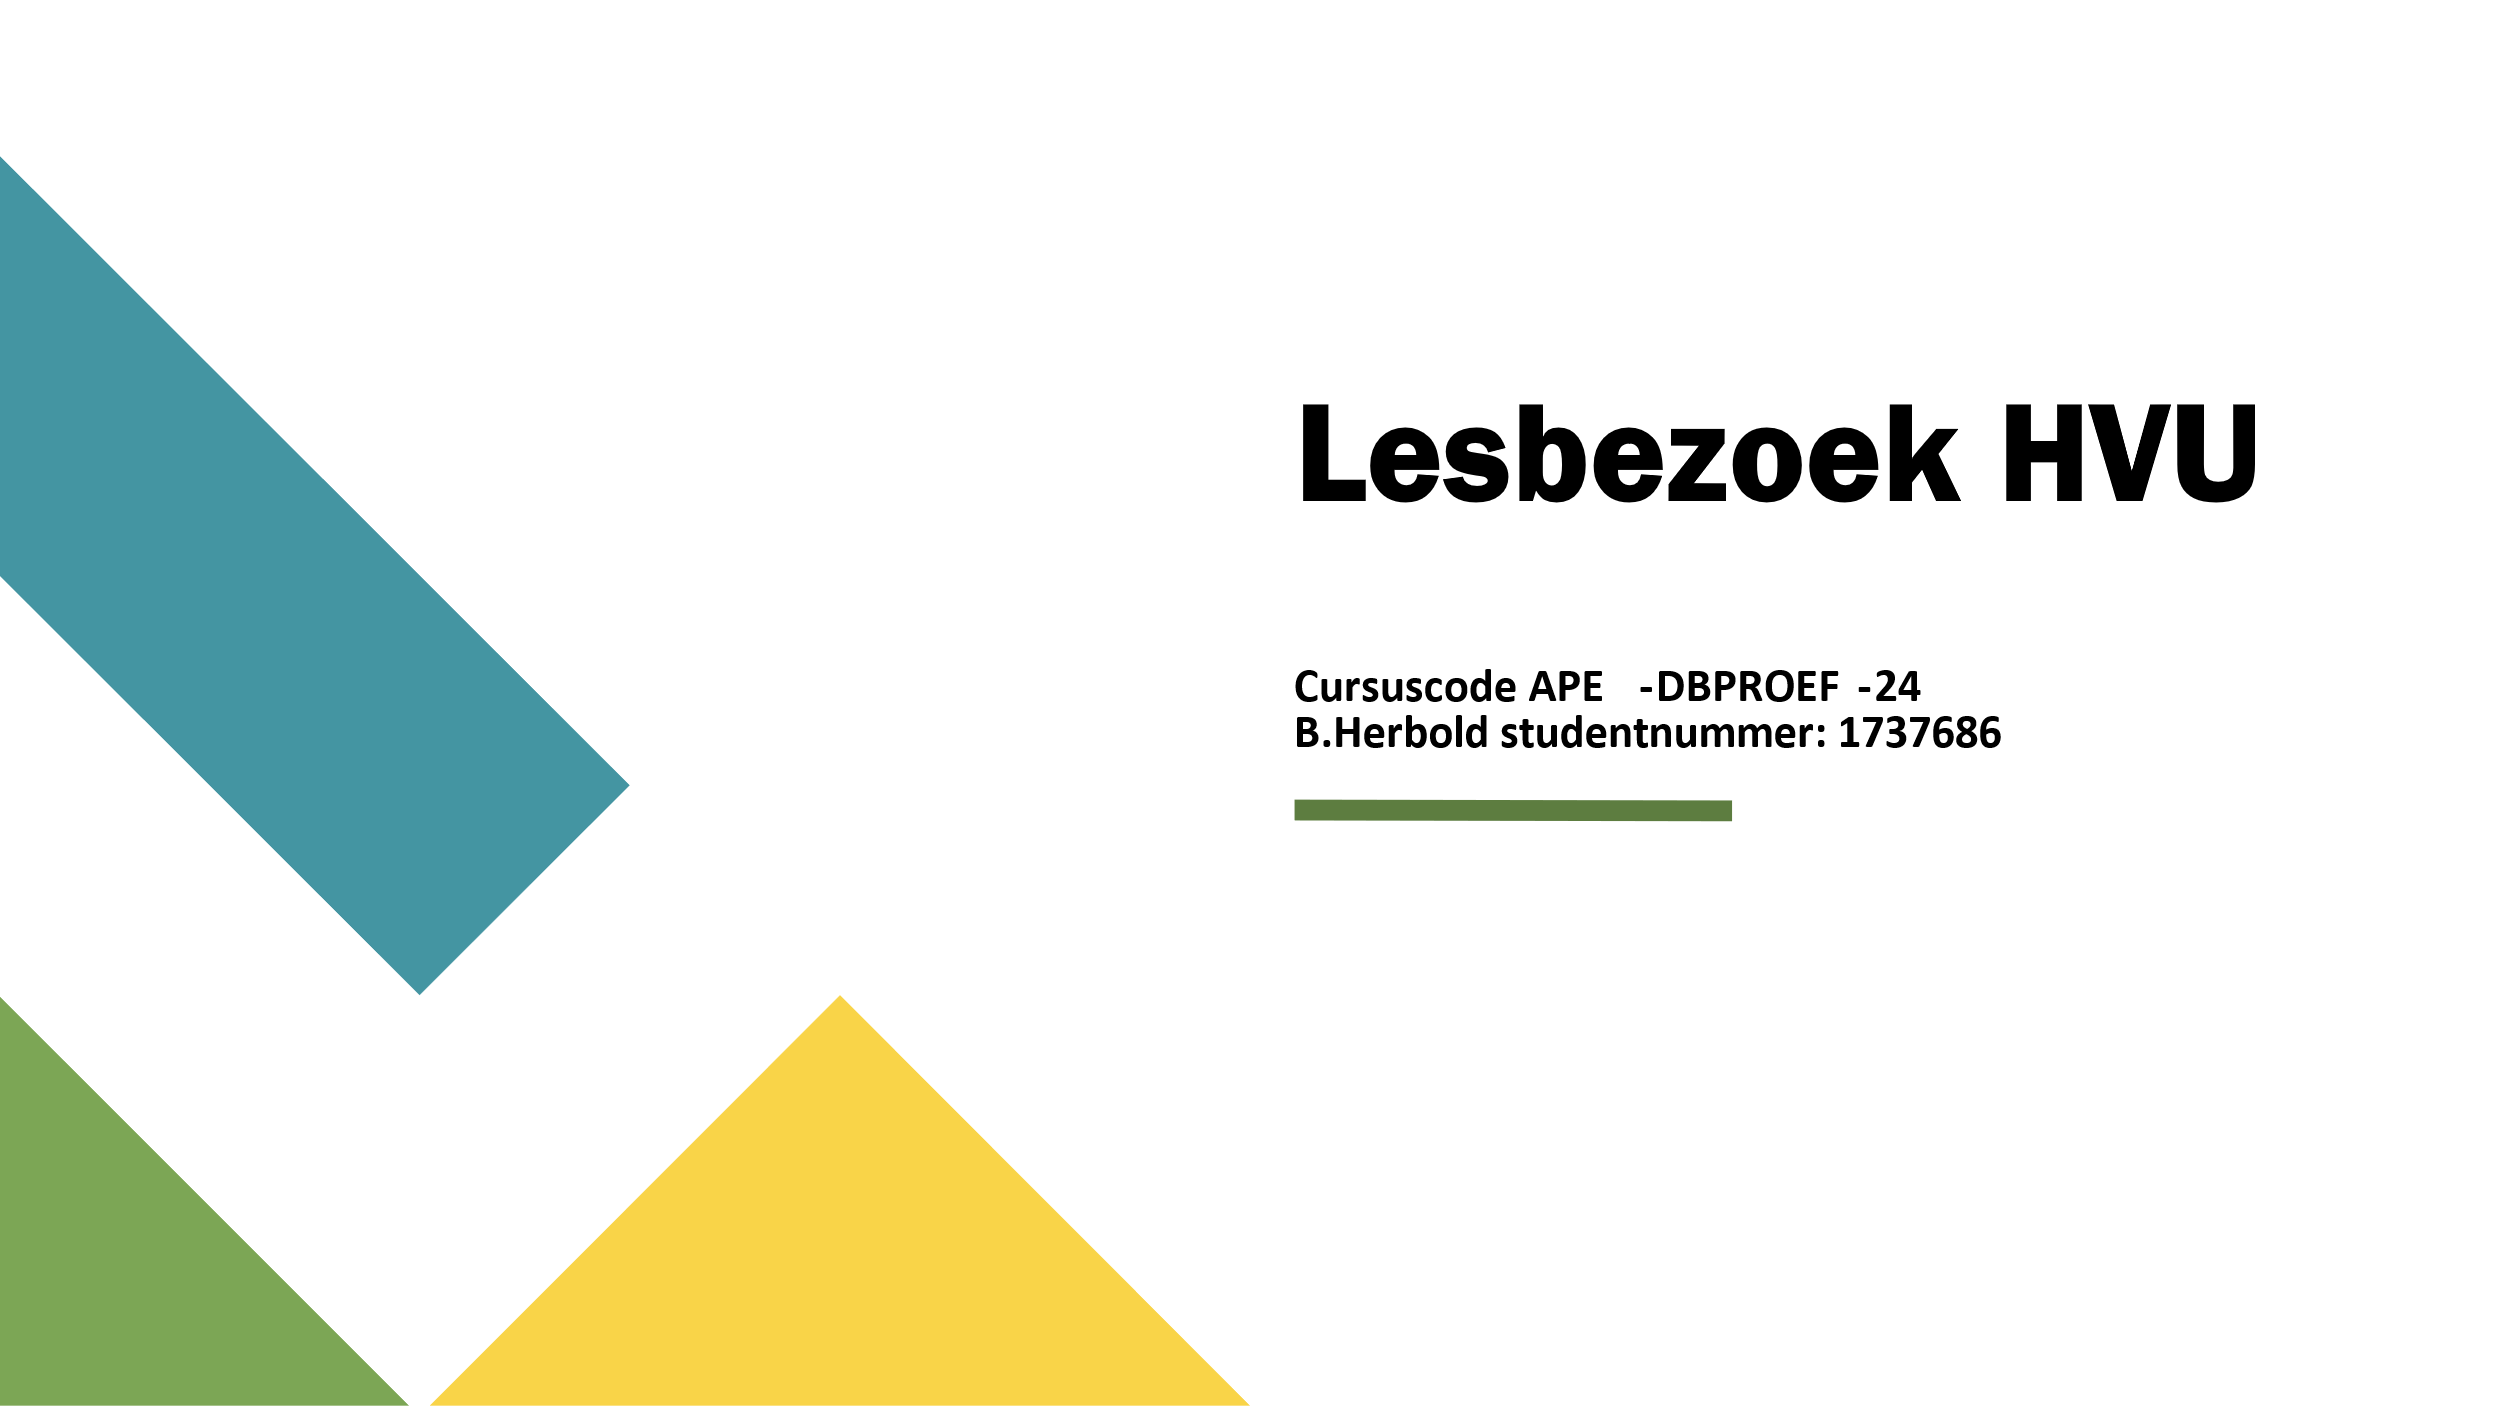 Lesbezoek HVU
Cursuscode APE -DBPROEF -24
B.Herbold studentnummer: 1737686